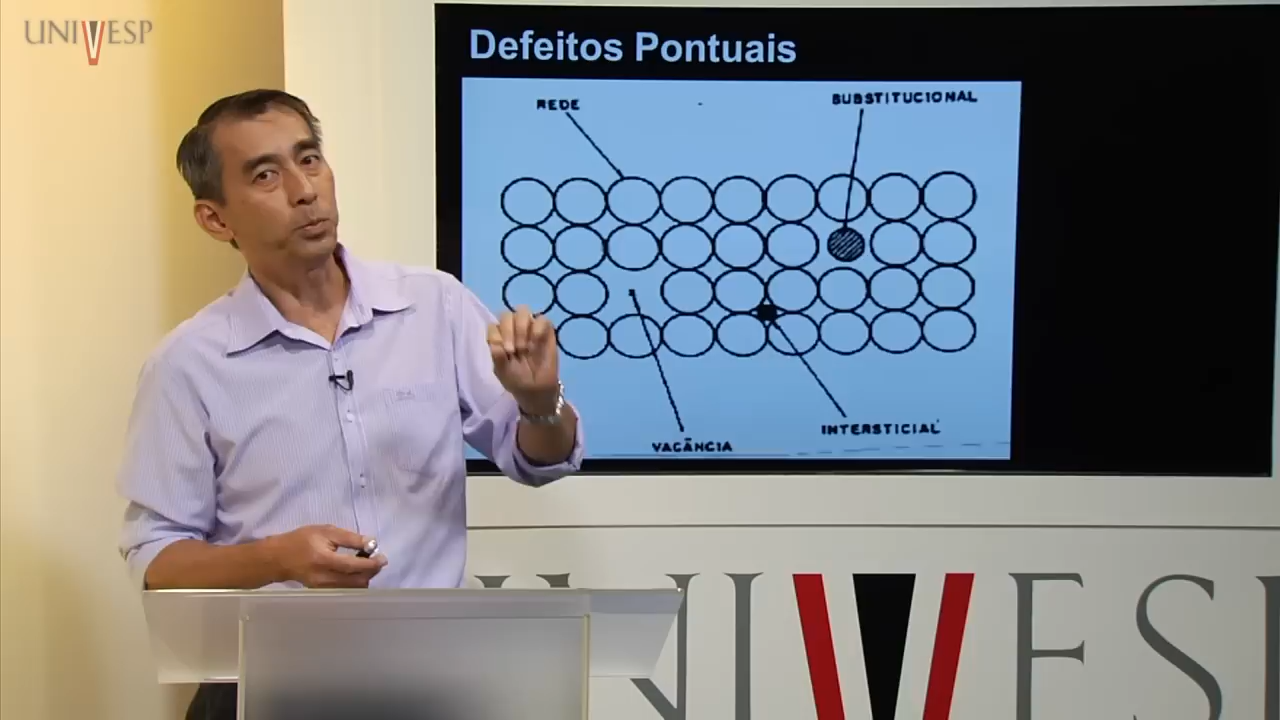 UNIVESP
Defeitos Pontuais
REDE
SUBSTITUCIONAL
VACÂNCIA
INTERSTICIAL
UNIVESP